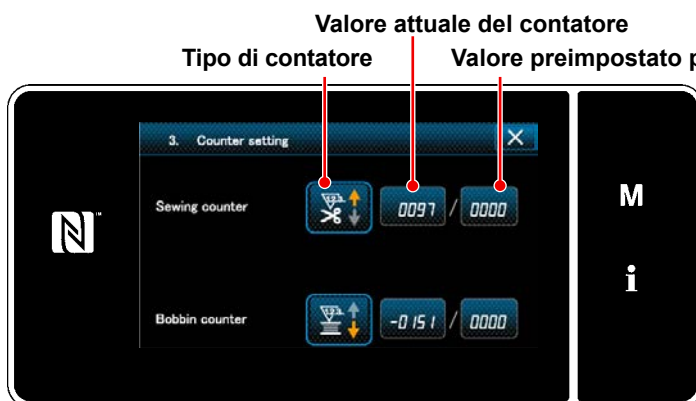 Valore attuale del contatore
Tipo di contatore
Valore preimpostato p
3. Counter setting
Sewing counter
0097 / 0000
M
i
Bobbin counter
-0151 / 0000